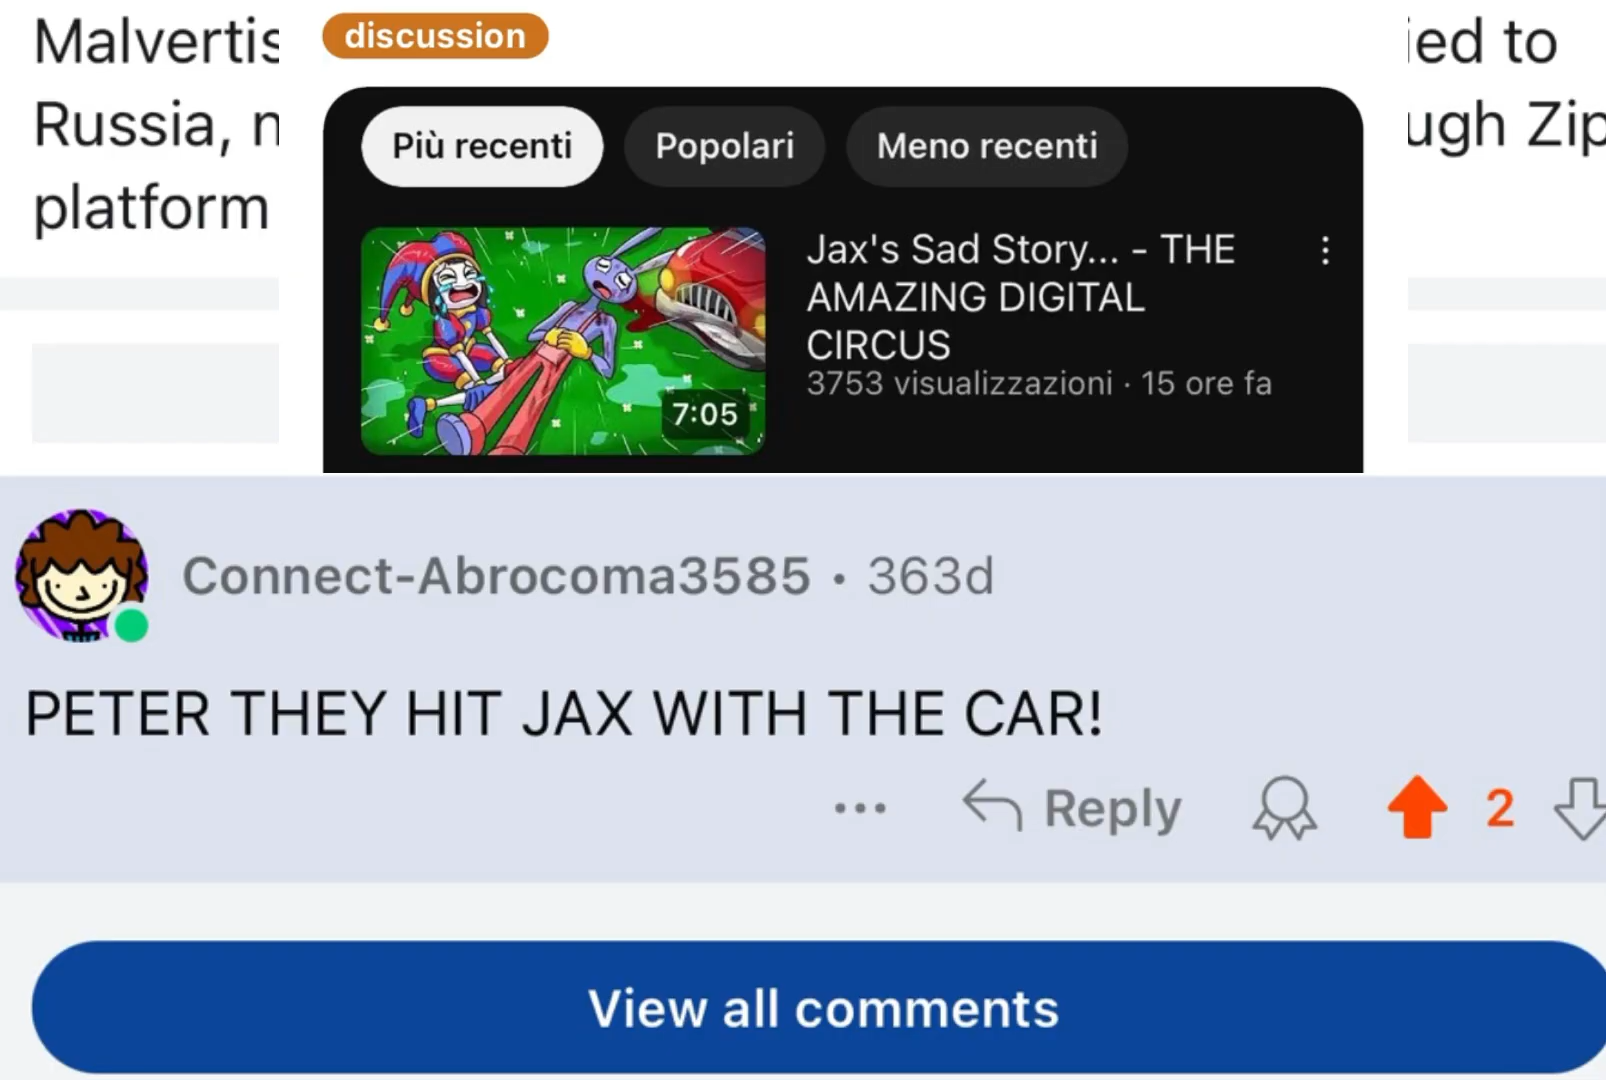 Malvertis
Russia, n
platform
discussion
ied to
ugh Zip
Più recenti
Popolari
Meno recenti
Jax's Sad Story... - THE
AMAZING DIGITAL
CIRCUS
3753 visualizzazioni · 15 ore fa
7:05
Connect-Abrocoma3585 • 363d
PETER THEY HIT JAX WITH THE CAR!
Reply
2
View all comments